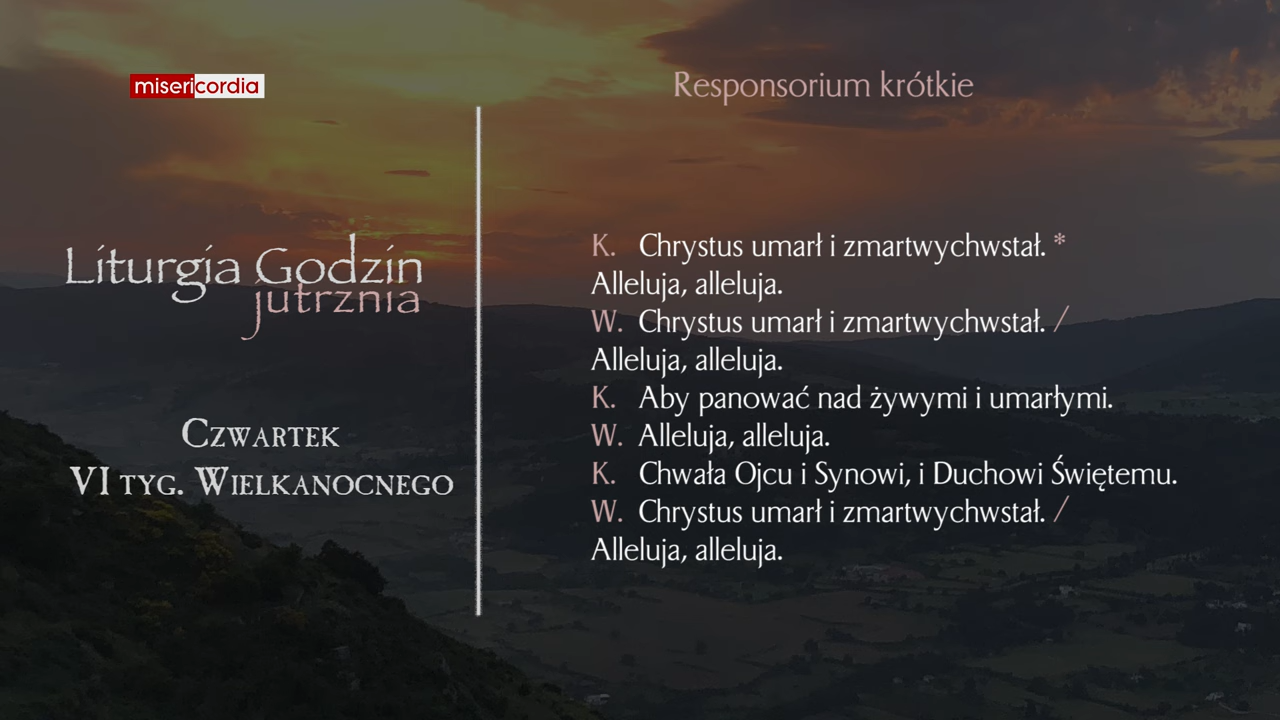 misericordia
Liturgia Godzin
jutrznia
Czwartek
VI tyg. Wielkanocnego
Responsorium krótkie
K. Chrystus umarł i zmartwychwstał. *
Alleluja, alleluja.
W. Chrystus umarł i zmartwychwstał. /
Alleluja, alleluja.
K. Aby panować nad żywymi i umarłymi.
W. Alleluja, alleluja.
K. Chwała Ojcu i Synowi, i Duchowi Świętemu.
W. Chrystus umarł i zmartwychwstał. /
Alleluja, alleluja.